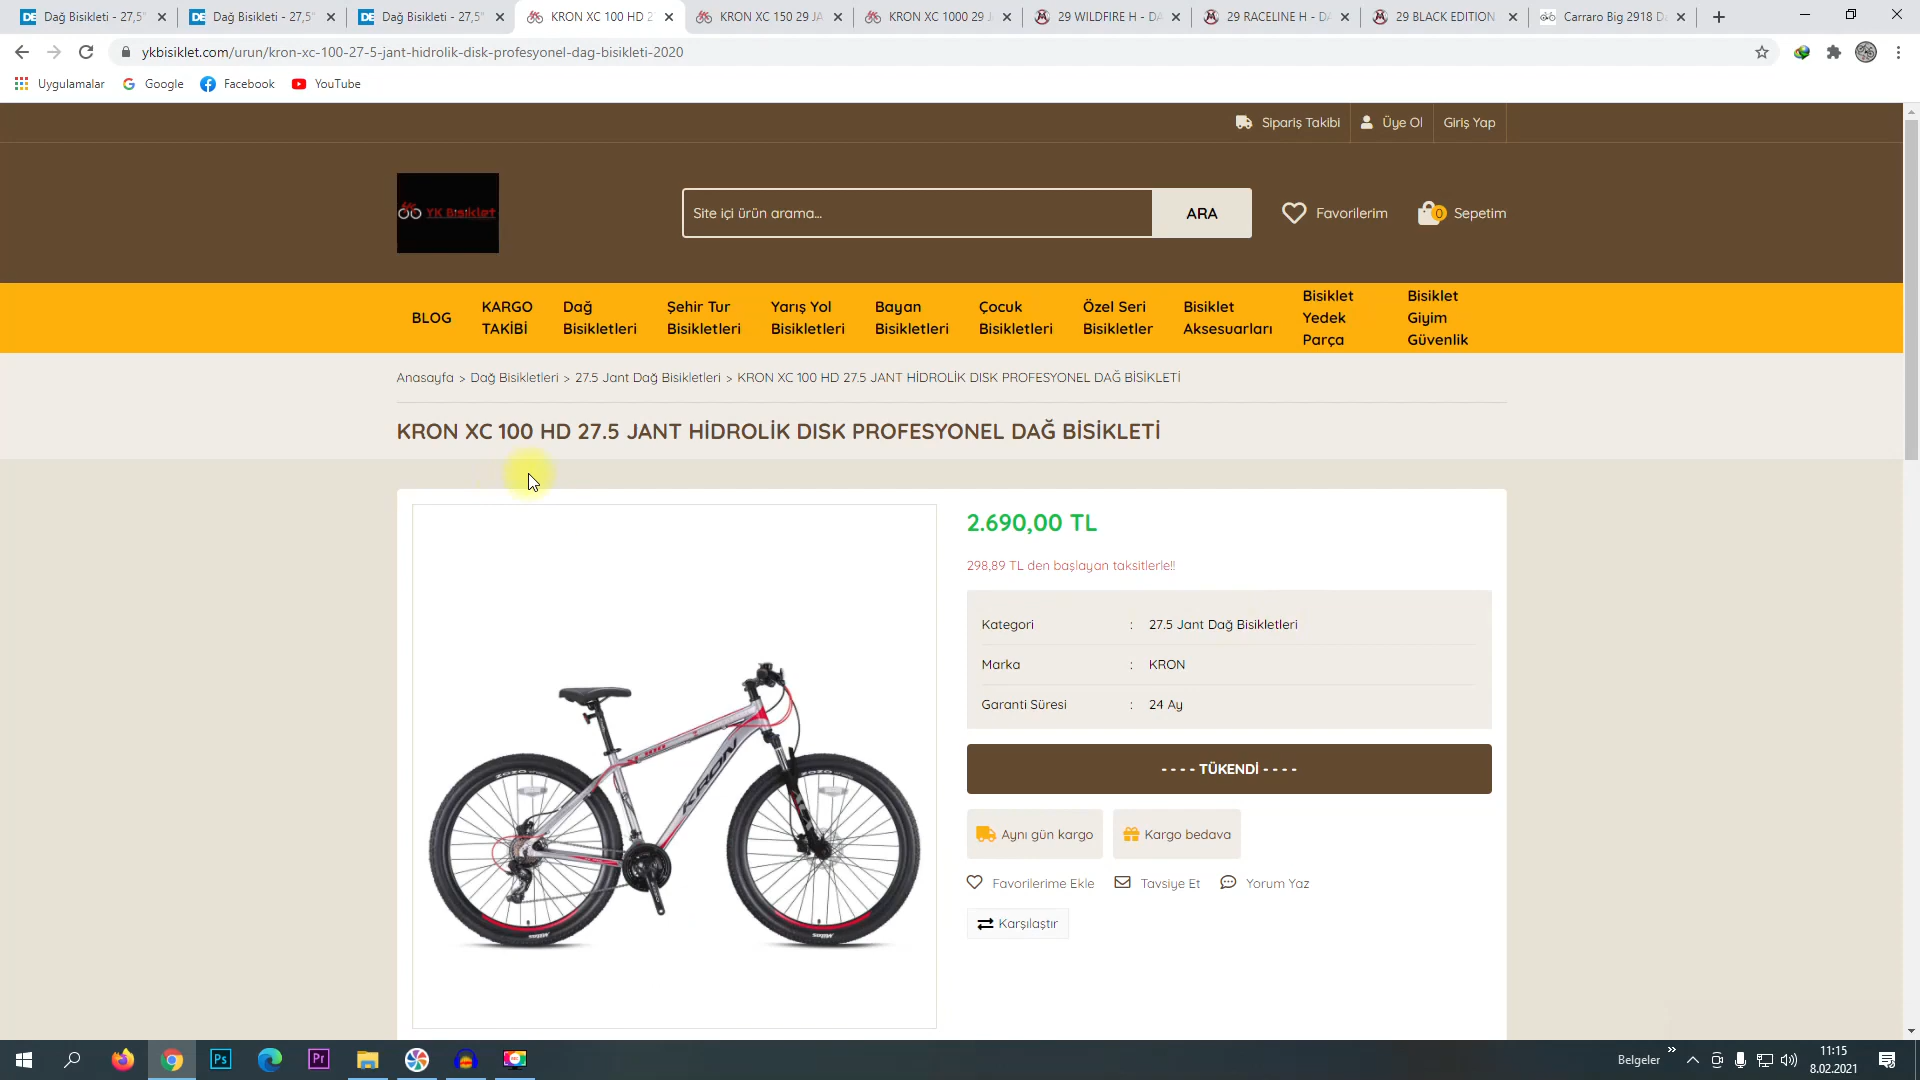 Dağ Bisikleti - 27,5"
Dağ Bisikleti - 27,5"
Dağ Bisikleti - 27,5"
KRON XC 100 HD 2
KRON XC 150 29 JA
KRON XC 1000 29 J
29 WILDFIRE H - DA
29 RACELINE H - DA
29 BLACK EDITION
Carraro Big 2918 D
ykbisiklet.com/urun/kron-xc-100-27-5-jant-hidrolik-disk-profesyonel-dag-bisikleti-2020
Uygulamalar
Google
Facebook
YouTube
Sipariş Takibi
Üye Ol
Giriş Yap
YK Bisiklet
Site içi ürün arama...
ARA
Favorilerim
0
Sepetim
BLOG
KARGO
TAKİBİ
Dağ
Bisikletleri
Şehir Tur
Bisikletleri
Yarış Yol
Bisikletleri
Bayan
Bisikletleri
Çocuk
Bisikletleri
Özel Seri
Bisikletler
Bisiklet
Aksesuarları
Bisiklet
Yedek
Parça
Bisiklet
Giyim
Güvenlik
Anasayfa > Dağ Bisikletleri > 27.5 Jant Dağ Bisikletleri > KRON XC 100 HD 27.5 JANT HİDROLİK DISK PROFESYONEL DAĞ BİSİKLETİ
KRON XC 100 HD 27.5 JANT HİDROLİK DISK PROFESYONEL DAĞ BİSİKLETİ
2.690,00 TL
298,89 TL den başlayan taksitlerle!!
Kategori : 27.5 Jant Dağ Bisikletleri
Marka : KRON
Garanti Süresi : 24 Ay
- - - - TÜKENDİ - - - -
Aynı gün kargo
Kargo bedava
Favorilerime Ekle
Tavsiye Et
Yorum Yaz
Karşılaştır
KRON
Ps
Pr
Belgeler
11:15
8.02.2021